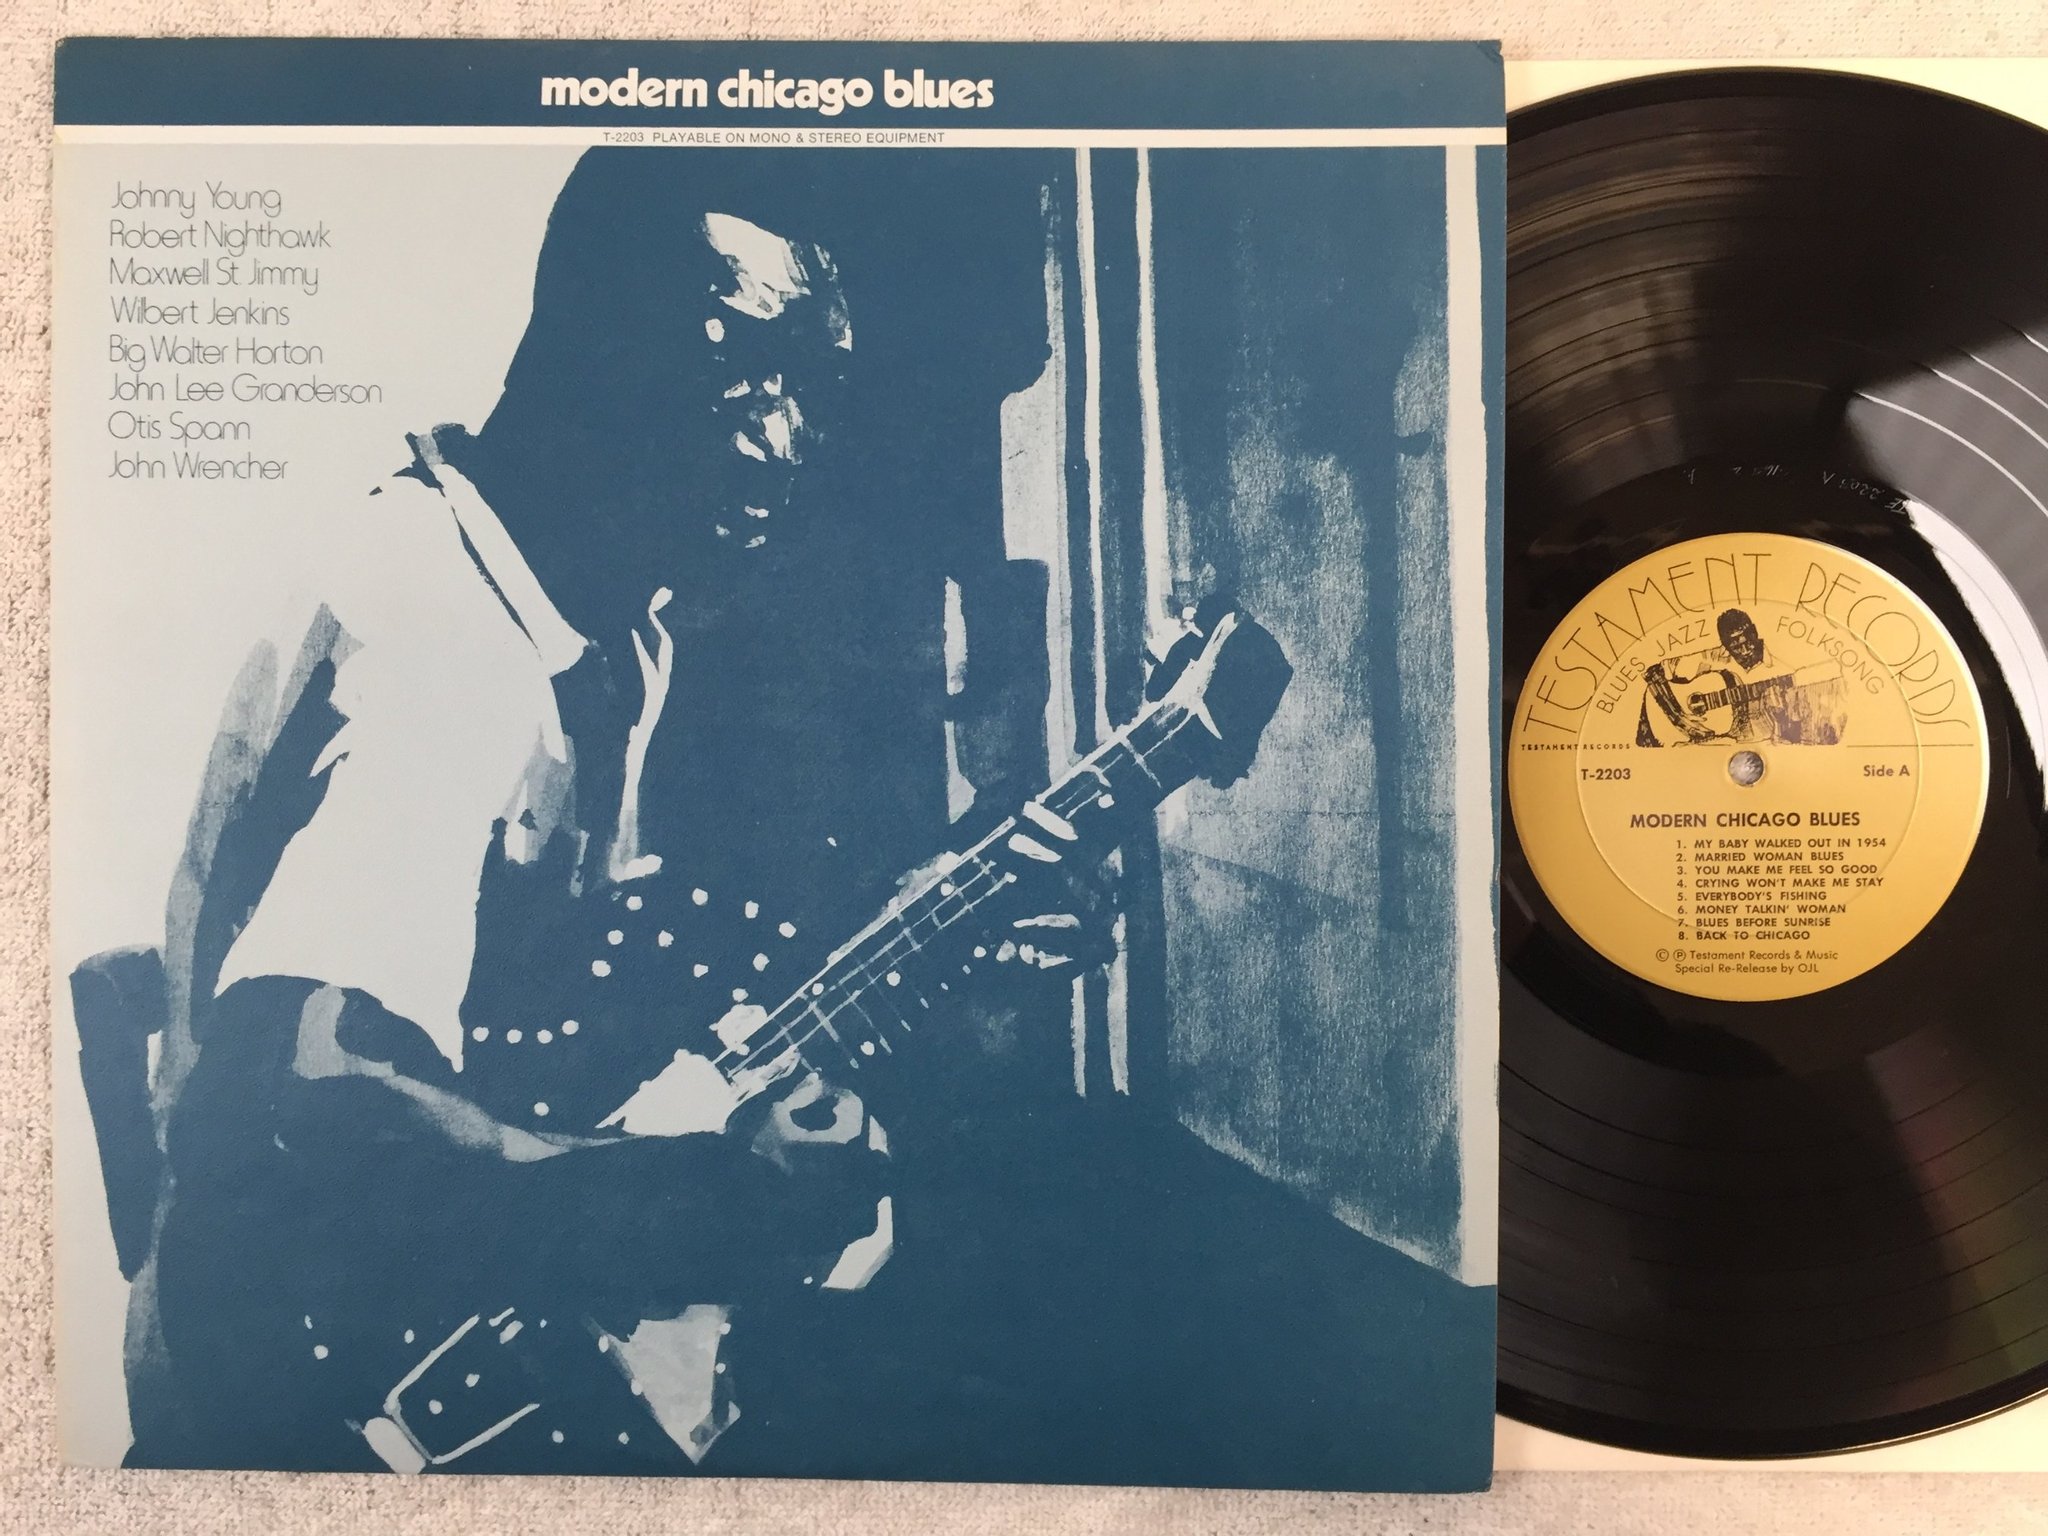 modern chicago blues
T-2203 PLAYABLE ON MONO & STEREO EQUIPMENT
Johnny Young
Robert Nighthawk
Maxwell St. Jimmy
Wilbert Jenkins
Big Walter Horton
John Lee Granderson
Otis Spann
John Wrencher
TESTAMENT RECORDS
BLUES JAZZ FOLKSONG
TESTAMENT RECORDS
T-2203 Side A
MODERN CHICAGO BLUES
1. MY BABY WALKED OUT IN 1954
2. MARRIED WOMAN BLUES
3. YOU MAKE ME FEEL SO GOOD
4. CRYING WON'T MAKE ME STAY
5. EVERYBODY'S FISHING
6. MONEY TALKIN' WOMAN
7. BLUES BEFORE SUNRISE
8. BACK TO CHICAGO
© ℗ Testament Records & Music
Special Re-Release by OJL